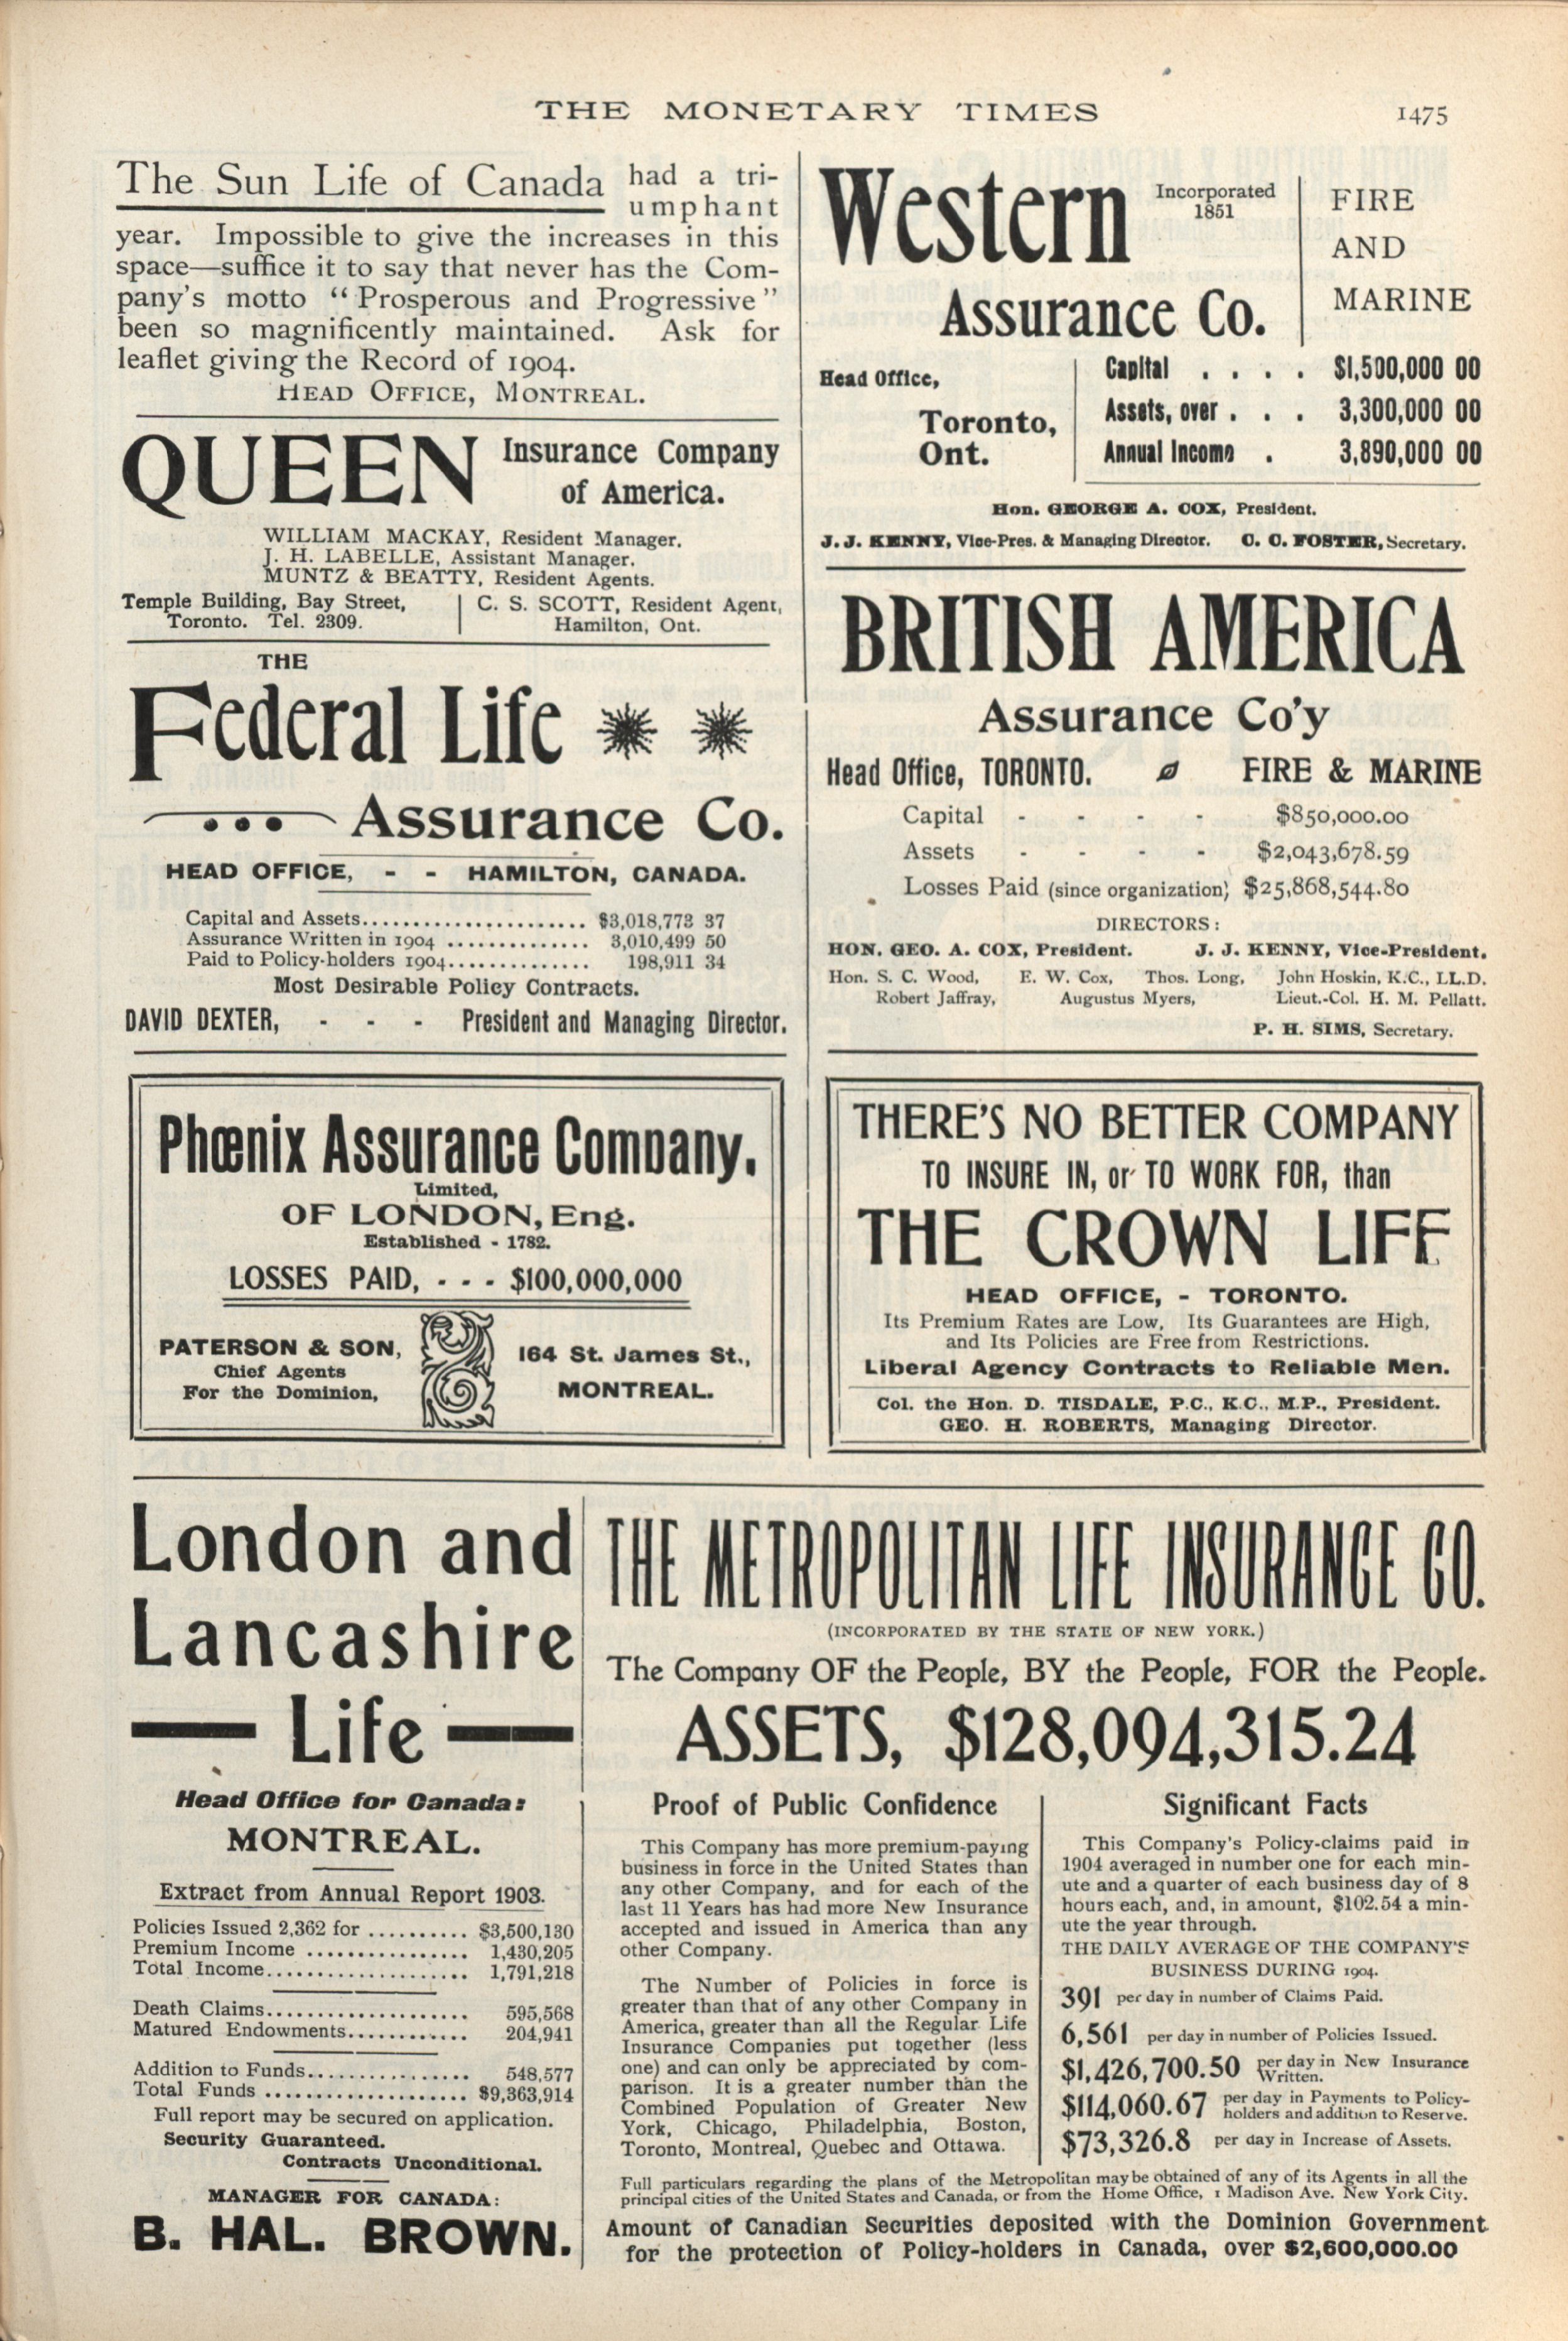 THE MONETARY TIMES 1475
The Sun Life of Canada had a tri-
umphant
year. Impossible to give the increases in this
space—suffice it to say that never has the Com-
pany's motto "Prosperous and Progressive"
been so magnificently maintained. Ask for
leaflet giving the Record of 1904.
HEAD OFFICE, MONTREAL.
QUEEN Insurance Company
of America.
WILLIAM MACKAY, Resident Manager.
J. H. LABELLE, Assistant Manager.
MUNTZ & BEATTY, Resident Agents.
Temple Building, Bay Street,
Toronto. Tel. 2309.
C. S. SCOTT, Resident Agent,
Hamilton, Ont.
THE
Federal Life
Assurance Co.
HEAD OFFICE, - - HAMILTON, CANADA.
Capital and Assets...................... $3,018,773 37
Assurance Written in 1904 .............. 3,010,499 50
Paid to Policy-holders 1904.............. 198,911 34
Most Desirable Policy Contracts.
DAVID DEXTER, - - - President and Managing Director.
Phœnix Assurance Company,
Limited,
OF LONDON, Eng.
Established - 1782.
LOSSES PAID, - - - $100,000,000
PATERSON & SON,
Chief Agents
For the Dominion,
164 St. James St.,
MONTREAL.
Western Incorporated
1851
Assurance Co.
FIRE
AND
MARINE
Head Office,
Toronto,
Ont.
Capital . . . . $1,500,000 00
Assets, over . . . 3,300,000 00
Annual Income . 3,890,000 00
Hon. GEORGE A. COX, President.
J. J. KENNY, Vice-Pres. & Managing Director. C. C. FOSTER, Secretary.
BRITISH AMERICA
Assurance Co'y
Head Office, TORONTO. FIRE & MARINE
Capital - - - - $850,000.00
Assets - - - - $2,043,678.59
Losses Paid (since organization) $25,868,544.80
DIRECTORS:
HON. GEO. A. COX, President. J. J. KENNY, Vice-President.
Hon. S. C. Wood, E. W. Cox, Thos. Long, John Hoskin, K.C., LL.D.
Robert Jaffray, Augustus Myers, Lieut.-Col. H. M. Pellatt.
P. H. SIMS, Secretary.
THERE'S NO BETTER COMPANY
TO INSURE IN, or TO WORK FOR, than
THE CROWN LIFE
HEAD OFFICE, - TORONTO.
Its Premium Rates are Low, Its Guarantees are High,
and Its Policies are Free from Restrictions.
Liberal Agency Contracts to Reliable Men.
Col. the Hon. D. TISDALE, P.C., K.C., M.P., President.
GEO. H. ROBERTS, Managing Director.
London and
Lancashire
Life
Head Office for Canada:
MONTREAL.
Extract from Annual Report 1903.
Policies Issued 2,362 for .......... $3,500,130
Premium Income ................ 1,430,205
Total Income.................... 1,791,218
Death Claims.................... 595,568
Matured Endowments............ 204,941
Addition to Funds................ 548,577
Total Funds .................... $9,363,914
Full report may be secured on application.
Security Guaranteed.
Contracts Unconditional.
MANAGER FOR CANADA:
B. HAL. BROWN.
THE METROPOLITAN LIFE INSURANCE CO.
(INCORPORATED BY THE STATE OF NEW YORK.)
The Company OF the People, BY the People, FOR the People.
ASSETS, $128,094,315.24
Proof of Public Confidence
This Company has more premium-paying
business in force in the United States than
any other Company, and for each of the
last 11 Years has had more New Insurance
accepted and issued in America than any
other Company.
The Number of Policies in force is
greater than that of any other Company in
America, greater than all the Regular Life
Insurance Companies put together (less
one) and can only be appreciated by com-
parison. It is a greater number than the
Combined Population of Greater New
York, Chicago, Philadelphia, Boston,
Toronto, Montreal, Quebec and Ottawa.
Significant Facts
This Company's Policy-claims paid in
1904 averaged in number one for each min-
ute and a quarter of each business day of 8
hours each, and, in amount, $102.54 a min-
ute the year through.
THE DAILY AVERAGE OF THE COMPANY'S
BUSINESS DURING 1904.
391 per day in number of Claims Paid.
6,561 per day in number of Policies Issued.
$1,426,700.50 per day in New Insurance
Written.
$114,060.67 per day in Payments to Policy-
holders and addition to Reserve.
$73,326.8 per day in Increase of Assets.
Full particulars regarding the plans of the Metropolitan may be obtained of any of its Agents in all the
principal cities of the United States and Canada, or from the Home Office, 1 Madison Ave. New York City.
Amount of Canadian Securities deposited with the Dominion Government
for the protection of Policy-holders in Canada, over $2,600,000.00